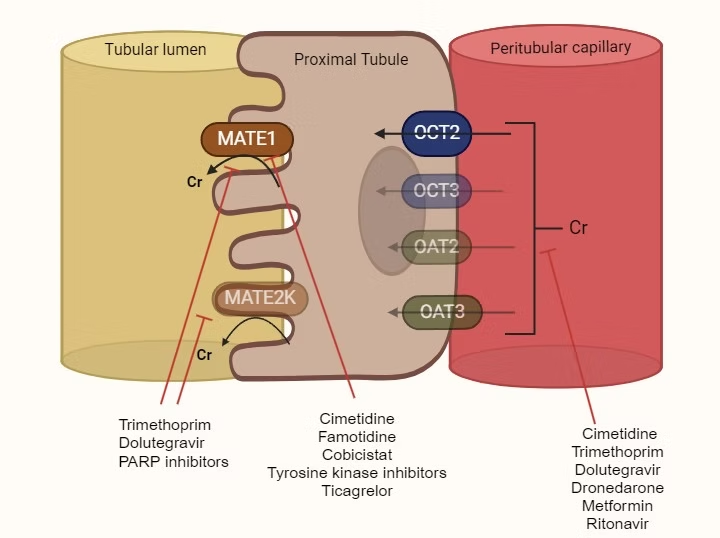 Tubular lumen
Proximal Tubule
Peritubular capillary
MATE1
OCT2
Cr
OCT3
Cr
OAT2
MATE2K
OAT3
Cr
Trimethoprim
Dolutegravir
PARP inhibitors
Cimetidine
Famotidine
Cobicistat
Tyrosine kinase inhibitors
Ticagrelor
Cimetidine
Trimethoprim
Dolutegravir
Dronedarone
Metformin
Ritonavir